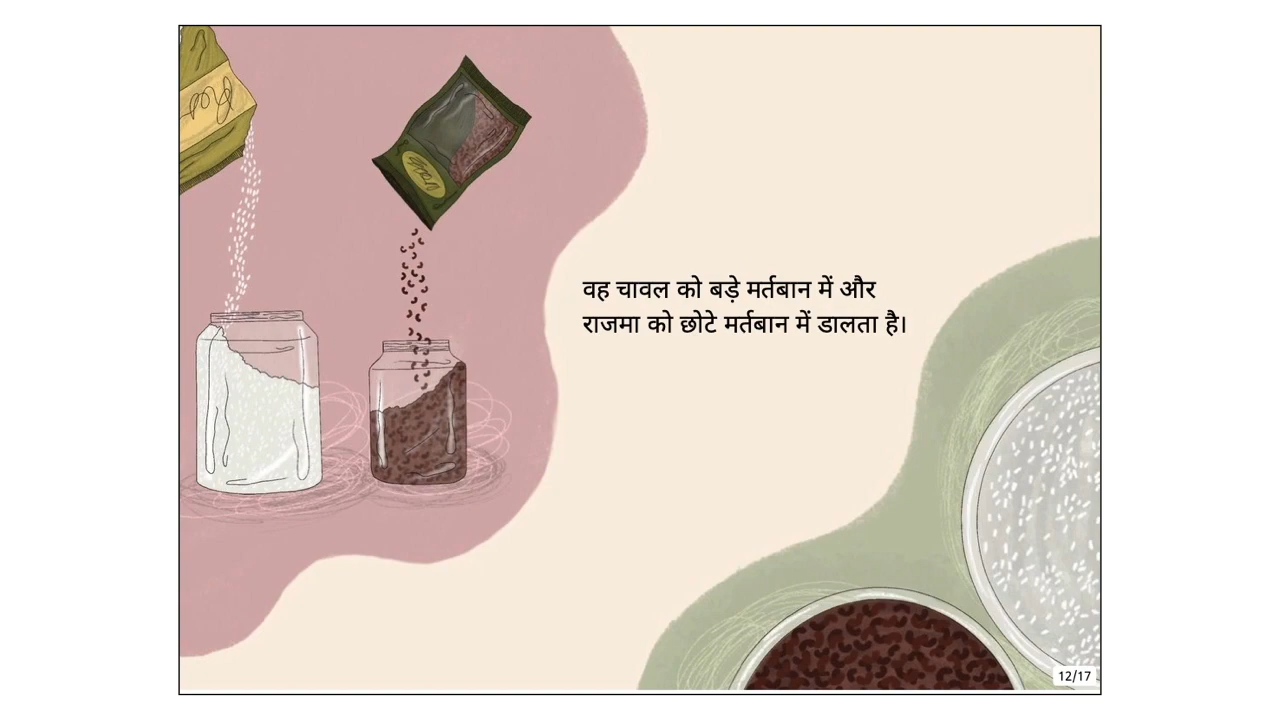 वह चावल को बड़े मर्तबान में और
राजमा को छोटे मर्तबान में डालता है।
12/17